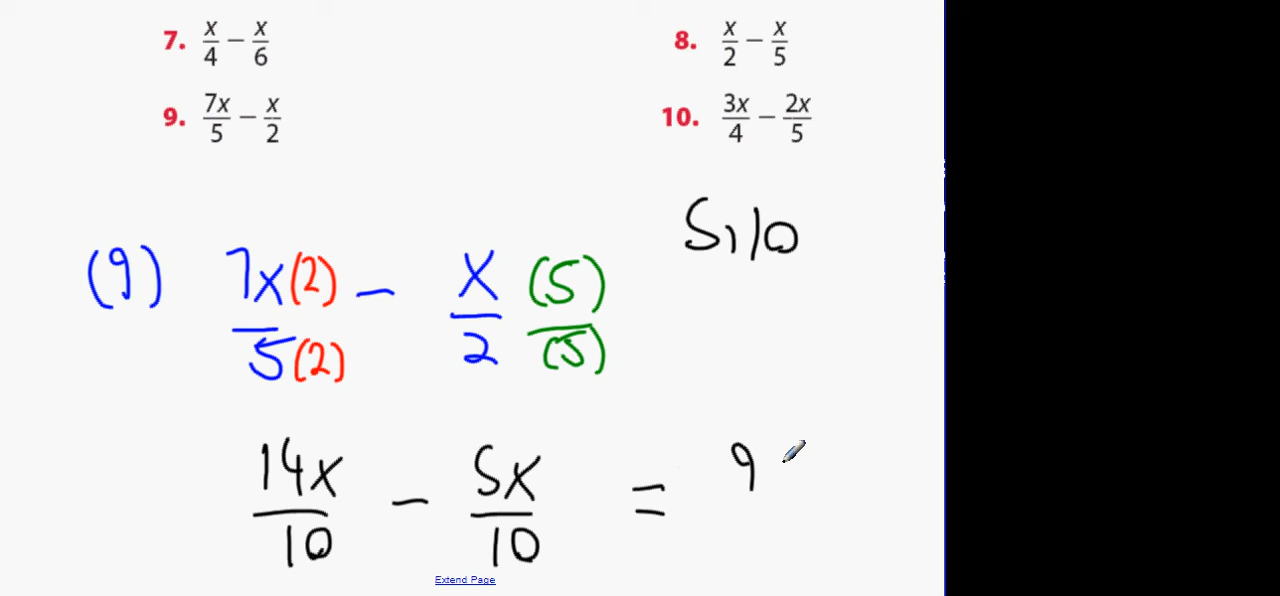 7. x/4 − x/6
8. x/2 − x/5
9. 7x/5 − x/2
10. 3x/4 − 2x/5
5,10
(9) 7x(2)/5(2) − x(5)/2(5)
14x/10 − 5x/10 = 9
Extend Page